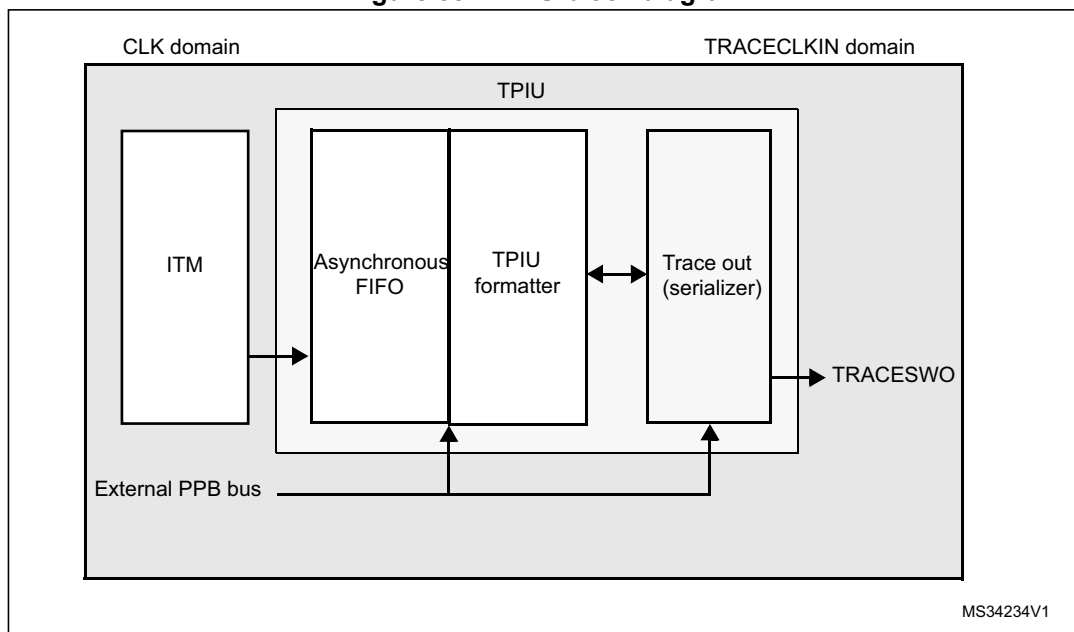 CLK domain
TRACECLKIN domain
TPIU
ITM
Asynchronous
FIFO
TPIU
formatter
Trace out
(serializer)
TRACESWO
External PPB bus
MS34234V1